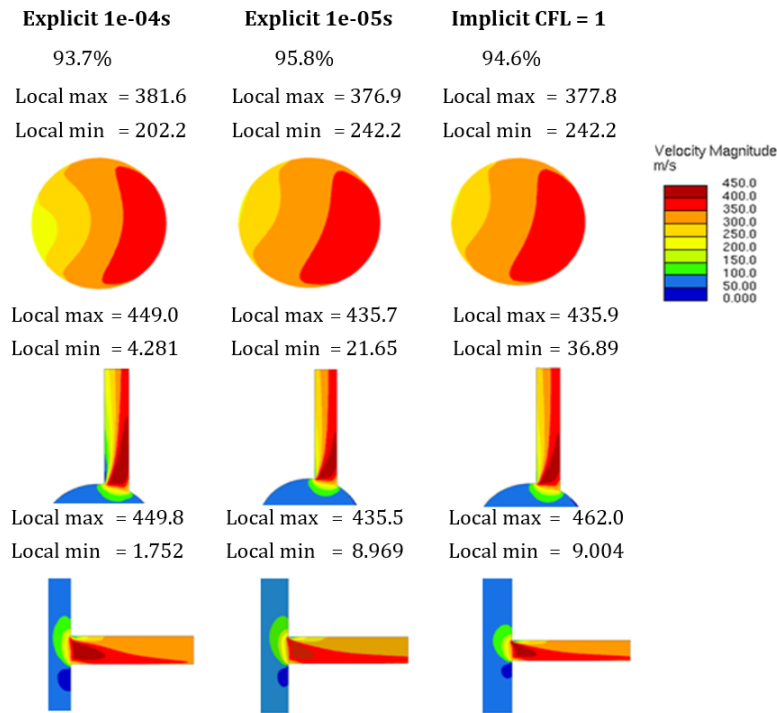 Explicit 1e-04s Explicit 1e-05s Implicit CFL = 1
93.7% 95.8% 94.6%
Local max = 381.6 Local max = 376.9 Local max = 377.8
Local min = 202.2 Local min = 242.2 Local min = 242.2
Velocity Magnitude
m/s
450.0
400.0
350.0
300.0
250.0
200.0
150.0
100.0
50.00
0.000
Local max = 449.0 Local max = 435.7 Local max = 435.9
Local min = 4.281 Local min = 21.65 Local min = 36.89
Local max = 449.8 Local max = 435.5 Local max = 462.0
Local min = 1.752 Local min = 8.969 Local min = 9.004